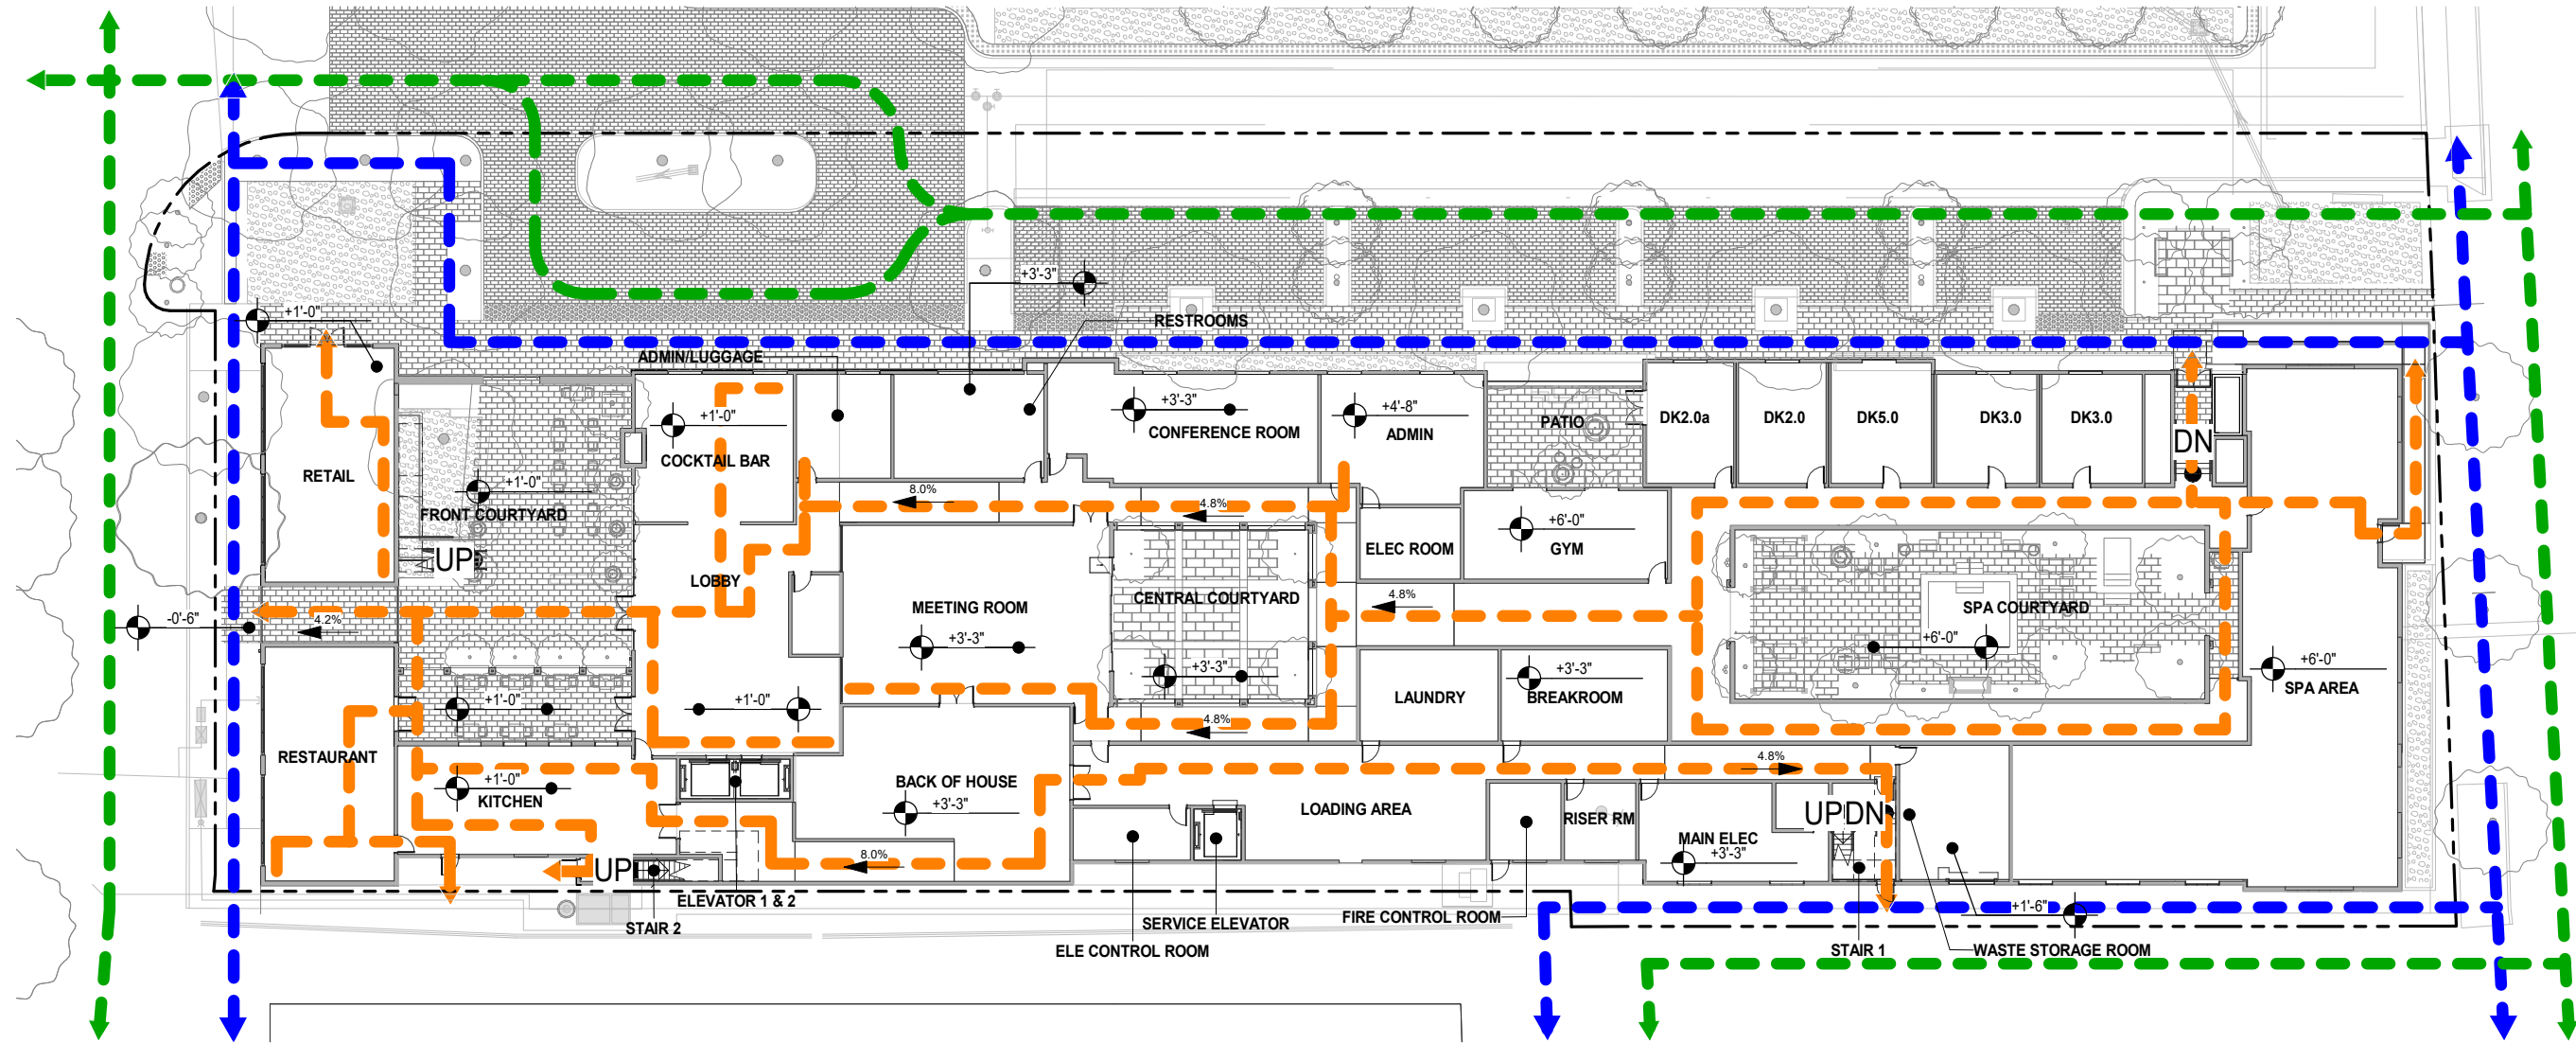 +3'-3"
+1'-0"
RESTROOMS
ADMIN/LUGGAGE
+1'-0"
+3'-3"
+4'-8"
CONFERENCE ROOM
ADMIN
PATIO
DK2.0a
DK2.0
DK5.0
DK3.0
DK3.0
DN
COCKTAIL BAR
RETAIL
+1'-0"
8.0%
4.8%
FRONT COURTYARD
+6'-0"
ELEC ROOM
GYM
UP
LOBBY
MEETING ROOM
CENTRAL COURTYARD
4.8%
SPA COURTYARD
-0'-6"
4.2%
+3'-3"
+6'-0"
+3'-3"
+3'-3"
+6'-0"
SPA AREA
LAUNDRY
BREAKROOM
+1'-0"
+1'-0"
4.8%
RESTAURANT
4.8%
+1'-0"
KITCHEN
BACK OF HOUSE
+3'-3"
LOADING AREA
RISER RM
UPDN
MAIN ELEC
+3'-3"
8.0%
UP
ELEVATOR 1 & 2
+1'-6"
STAIR 2
SERVICE ELEVATOR
FIRE CONTROL ROOM
ELE CONTROL ROOM
STAIR 1
WASTE STORAGE ROOM